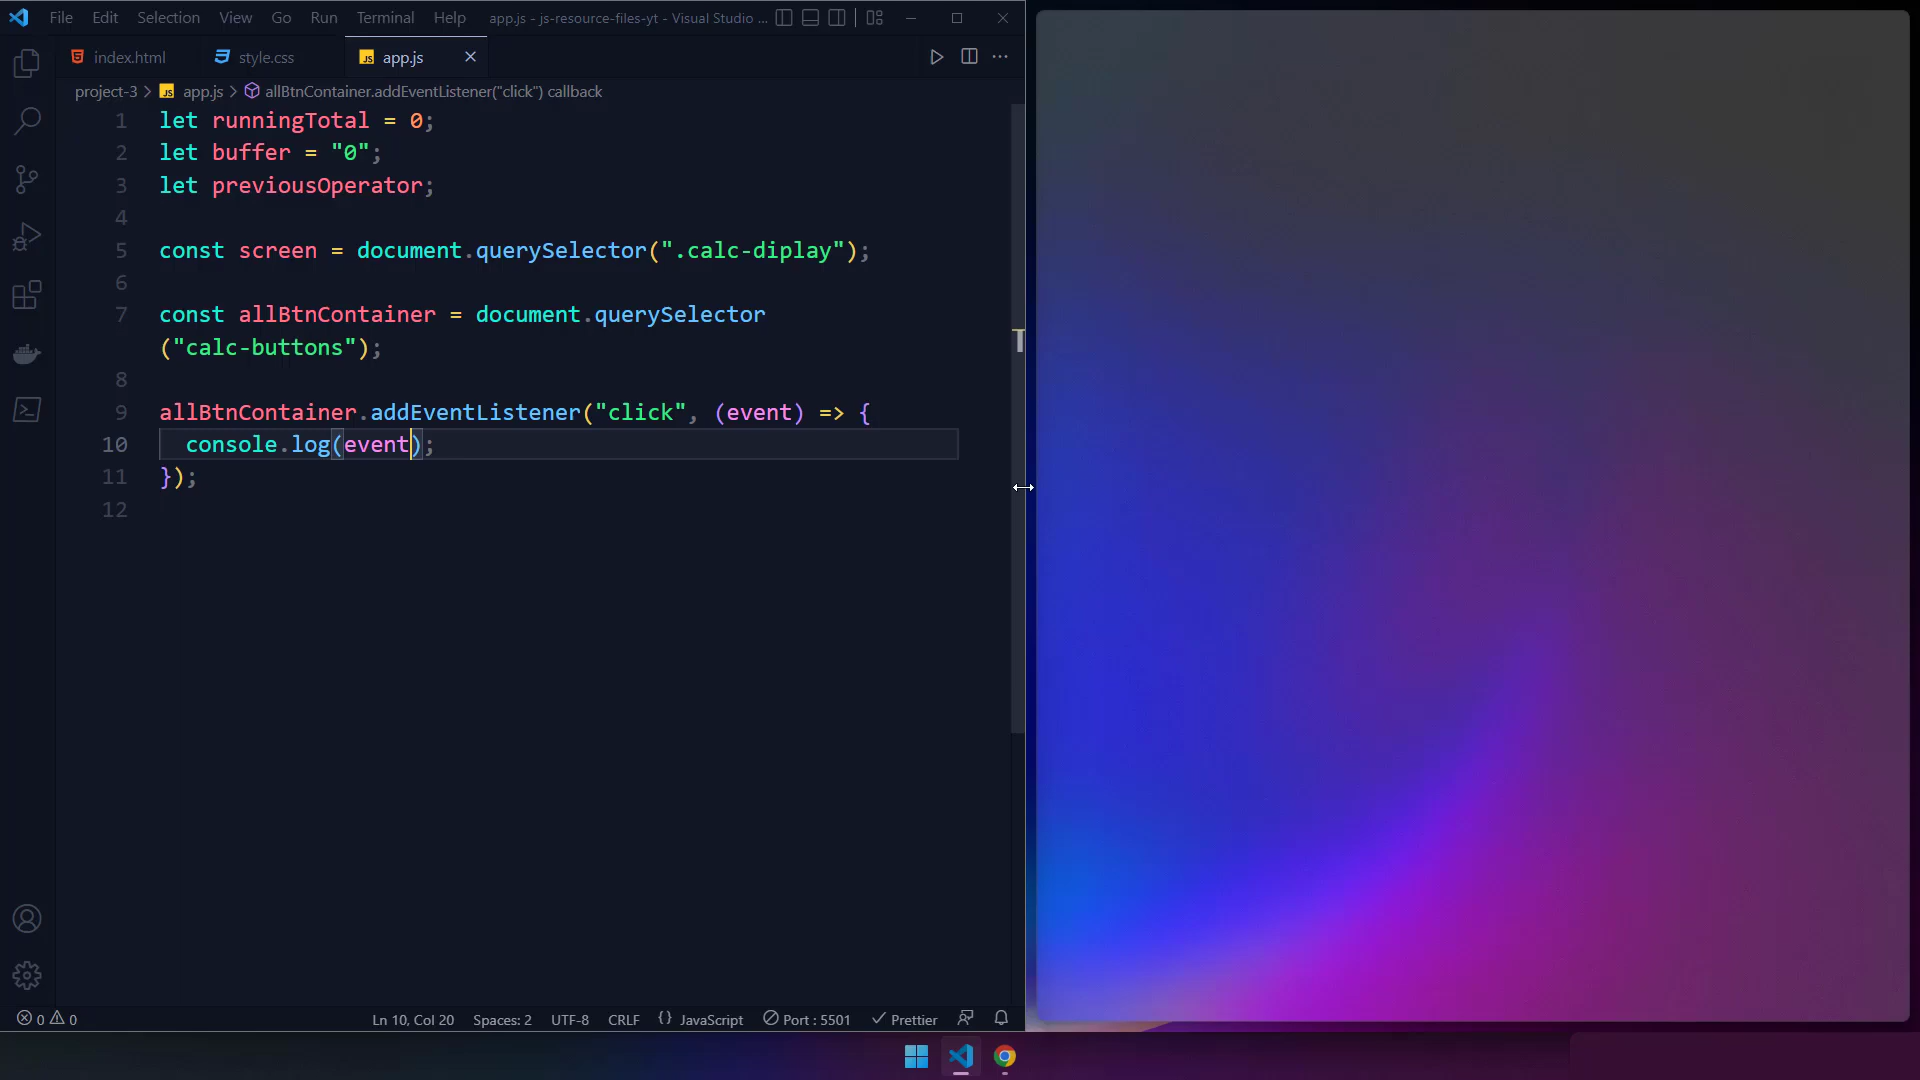 File Edit Selection View Go Run Terminal Help app.js - js-resource-files-yt - Visual Studio ...
index.html style.css app.js
project-3 > app.js > allBtnContainer.addEventListener("click") callback
1 let runningTotal = 0;
2 let buffer = "0";
3 let previousOperator;
4
5 const screen = document.querySelector(".calc-diplay");
6
7 const allBtnContainer = document.querySelector
("calc-buttons");
8
9 allBtnContainer.addEventListener("click", (event) => {
10 console.log(event);
11 });
12
0 0 Ln 10, Col 20 Spaces: 2 UTF-8 CRLF {} JavaScript Port : 5501 Prettier